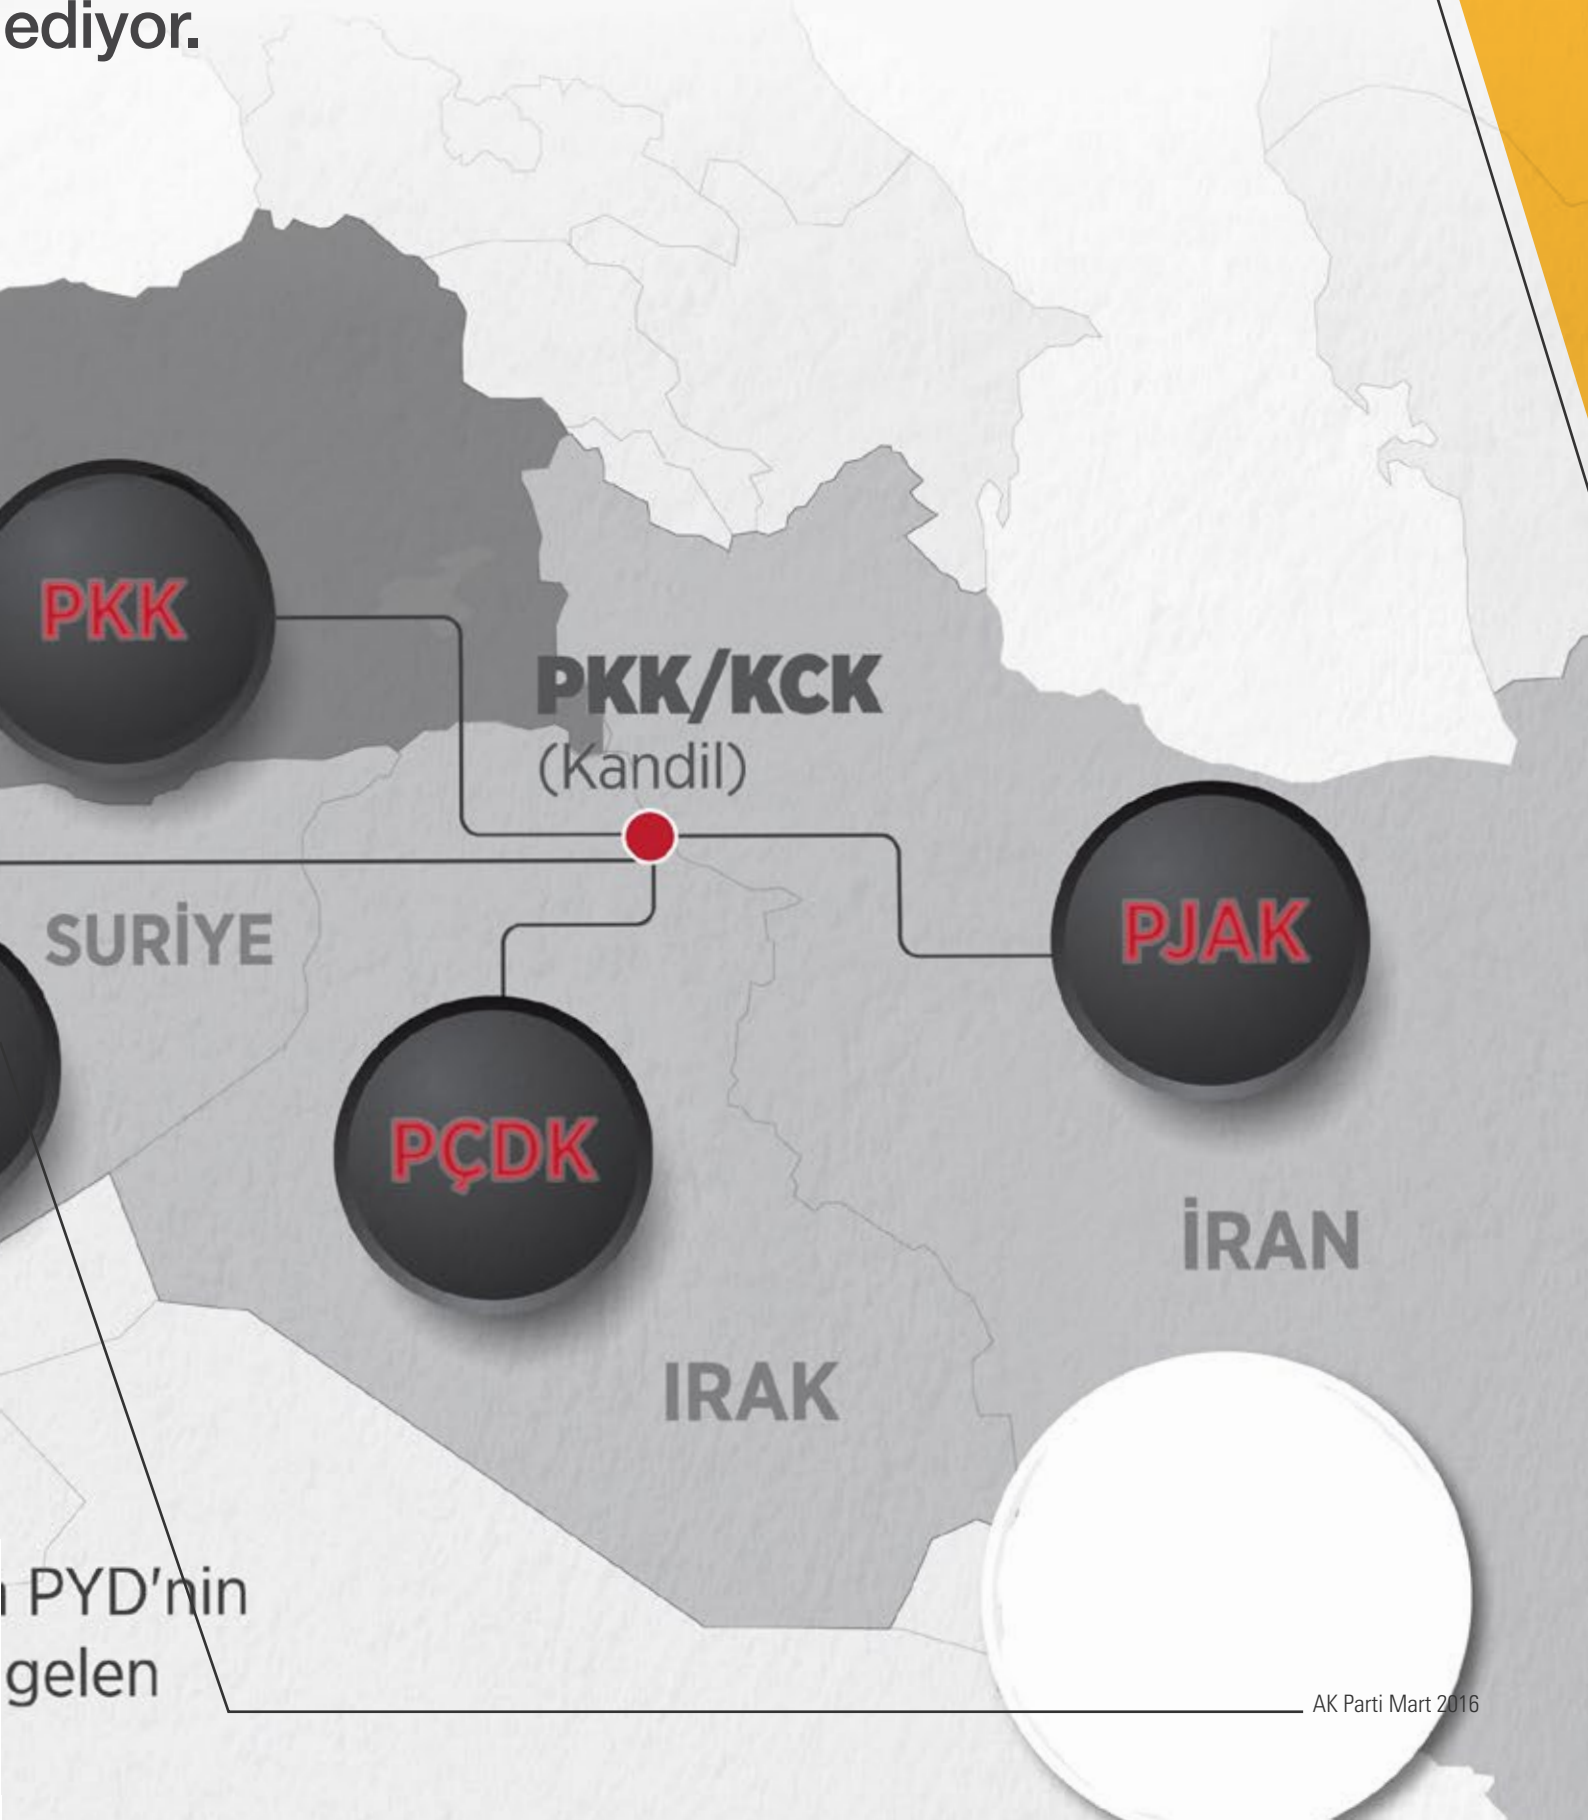 ediyor.
PKK
PKK/KCK
(Kandil)
SURİYE
PJAK
PÇDK
İRAN
IRAK
PYD'nin
gelen
AK Parti Mart 2016